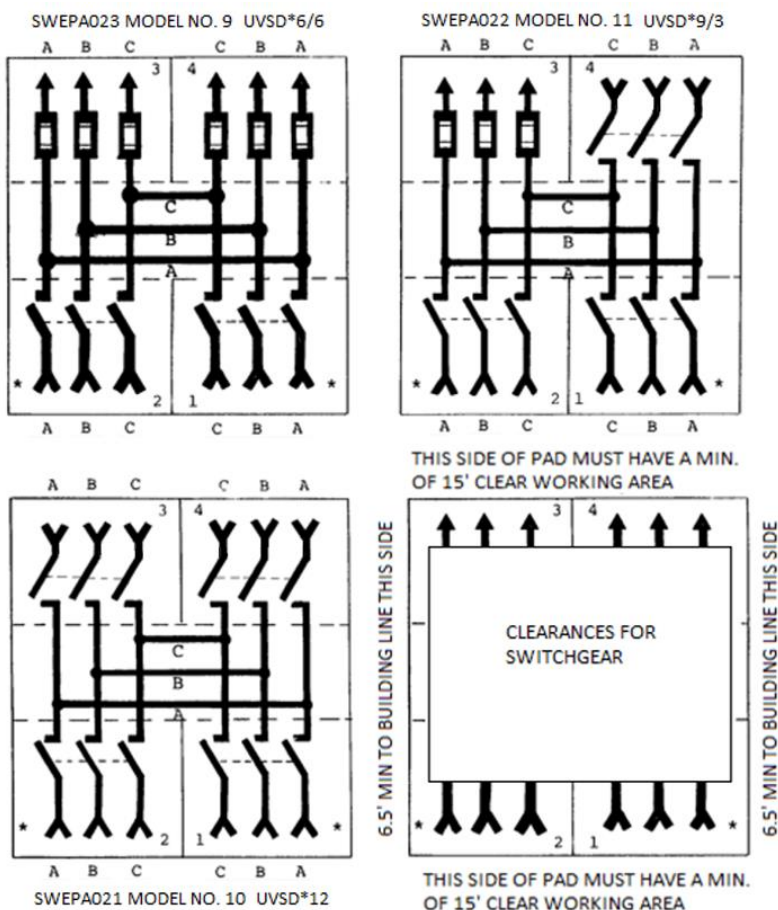 SWEPA023 MODEL NO. 9 UVSD*6/6
A B C C B A
3 4
C
B
A
* *
2 1
A B C C B A
SWEPA022 MODEL NO. 11 UVSD*9/3
A B C C B A
3 4
C
B
A
* *
2 1
A B C C B A
A B C C B A
3 4
C
B
A
* *
2 1
A B C C B A
SWEPA021 MODEL NO. 10 UVSD*12
THIS SIDE OF PAD MUST HAVE A MIN.
OF 15' CLEAR WORKING AREA
6.5' MIN TO BUILDING LINE THIS SIDE
3 4
CLEARANCES FOR
SWITCHGEAR
* *
2 1
6.5' MIN TO BUILDING LINE THIS SIDE
THIS SIDE OF PAD MUST HAVE A MIN.
OF 15' CLEAR WORKING AREA